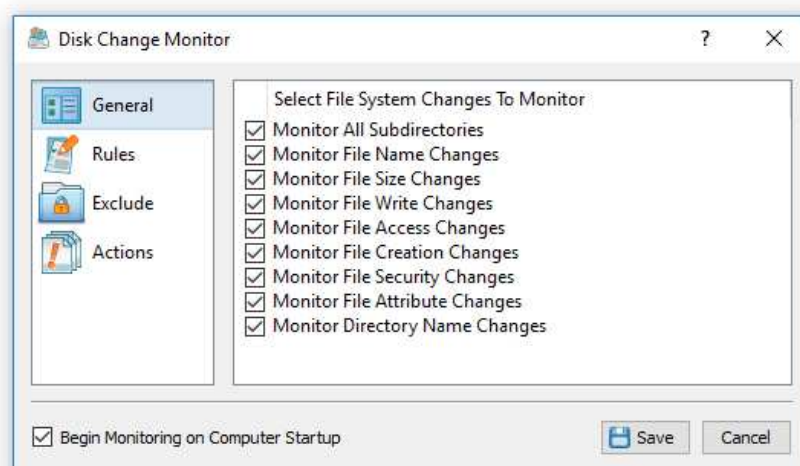 Disk Change Monitor
?
General
Rules
Exclude
Actions
Select File System Changes To Monitor
Monitor All Subdirectories
Monitor File Name Changes
Monitor File Size Changes
Monitor File Write Changes
Monitor File Access Changes
Monitor File Creation Changes
Monitor File Security Changes
Monitor File Attribute Changes
Monitor Directory Name Changes
Begin Monitoring on Computer Startup
Save
Cancel